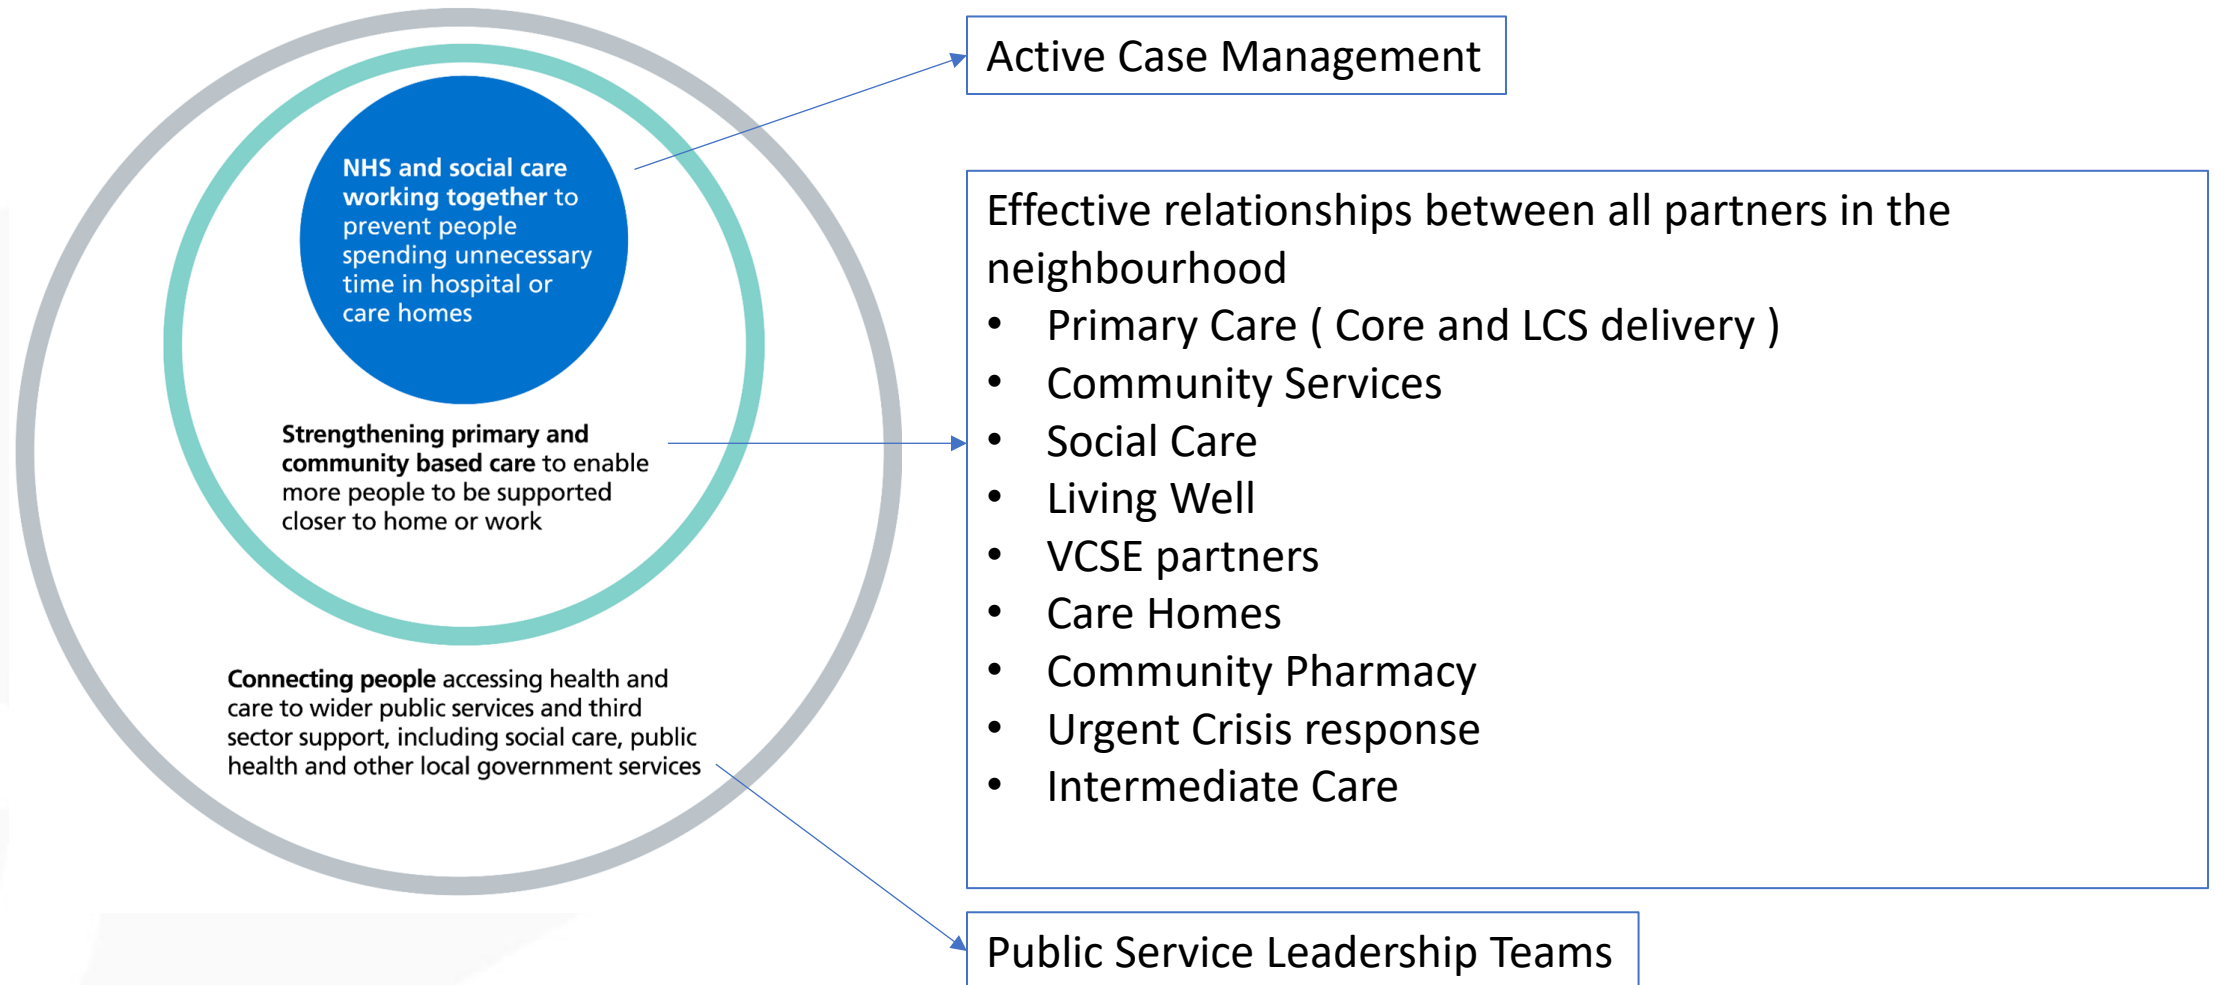 NHS and social care
working together to
prevent people
spending unnecessary
time in hospital or
care homes
Strengthening primary and
community based care to enable
more people to be supported
closer to home or work
Connecting people accessing health and
care to wider public services and third
sector support, including social care, public
health and other local government services
Active Case Management
Effective relationships between all partners in the
neighbourhood
• Primary Care ( Core and LCS delivery )
• Community Services
• Social Care
• Living Well
• VCSE partners
• Care Homes
• Community Pharmacy
• Urgent Crisis response
• Intermediate Care
Public Service Leadership Teams